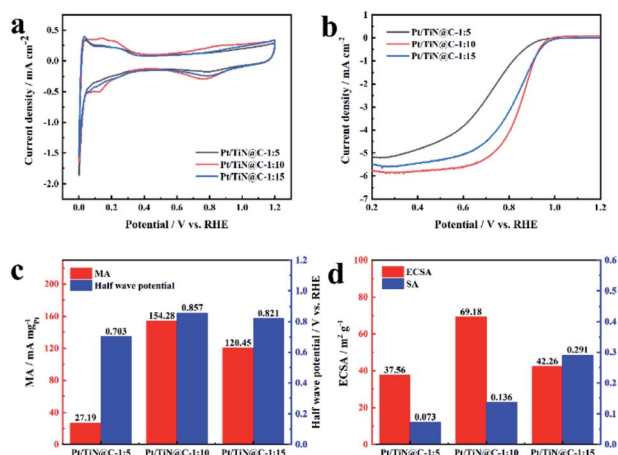 a
0.5
0.0
-0.5
-1.0
-1.5
-2.0
Current density / mA cm⁻²
Pt/TiN@C-1:5
Pt/TiN@C-1:10
Pt/TiN@C-1:15
0.0 0.2 0.4 0.6 0.8 1.0 1.2
Potential / V vs. RHE
b
Pt/TiN@C-1:5
Pt/TiN@C-1:10
Pt/TiN@C-1:15
1
0
-1
-2
-3
-4
-5
-6
-7
Current density / mA cm⁻²
0.2 0.4 0.6 0.8 1.0 1.2
Potential / V vs. RHE
c
MA
Half wave potential
200
160
120
80
40
0
MA / mA mg
Pt
27.19
0.703
154.28
0.857
120.45
0.821
1.2
1.0
0.8
0.6
0.4
0.2
0.0
Half wave potential / V vs. RHE
Pt/TiN@C-1:5 Pt/TiN@C-1:10 Pt/TiN@C-1:15
d
ECSA
SA
100
80
60
40
20
0
ECSA / m² g⁻¹
37.56
0.073
69.18
0.136
42.26
0.291
0.6
0.5
0.4
0.3
0.2
0.1
0.0
Pt/TiN@C-1:5 Pt/TiN@C-1:10 Pt/TiN@C-1:15